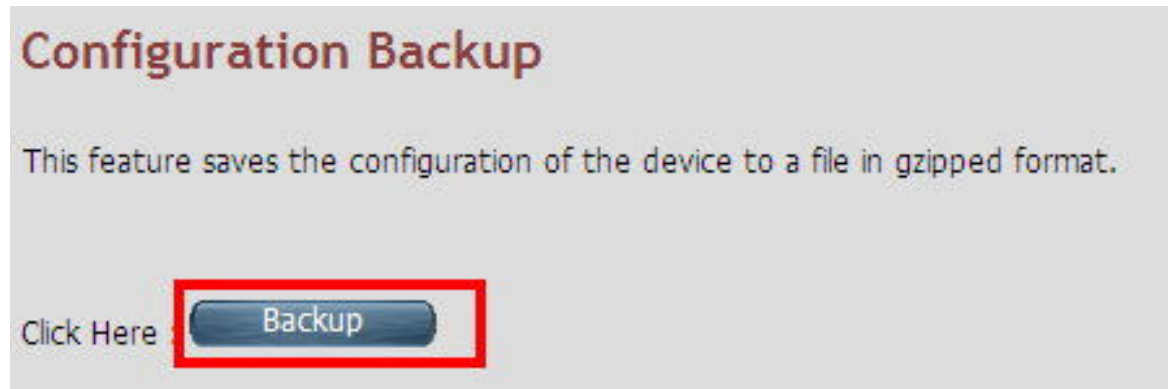 Configuration Backup
This feature saves the configuration of the device to a file in gzipped format.
Click Here : Backup